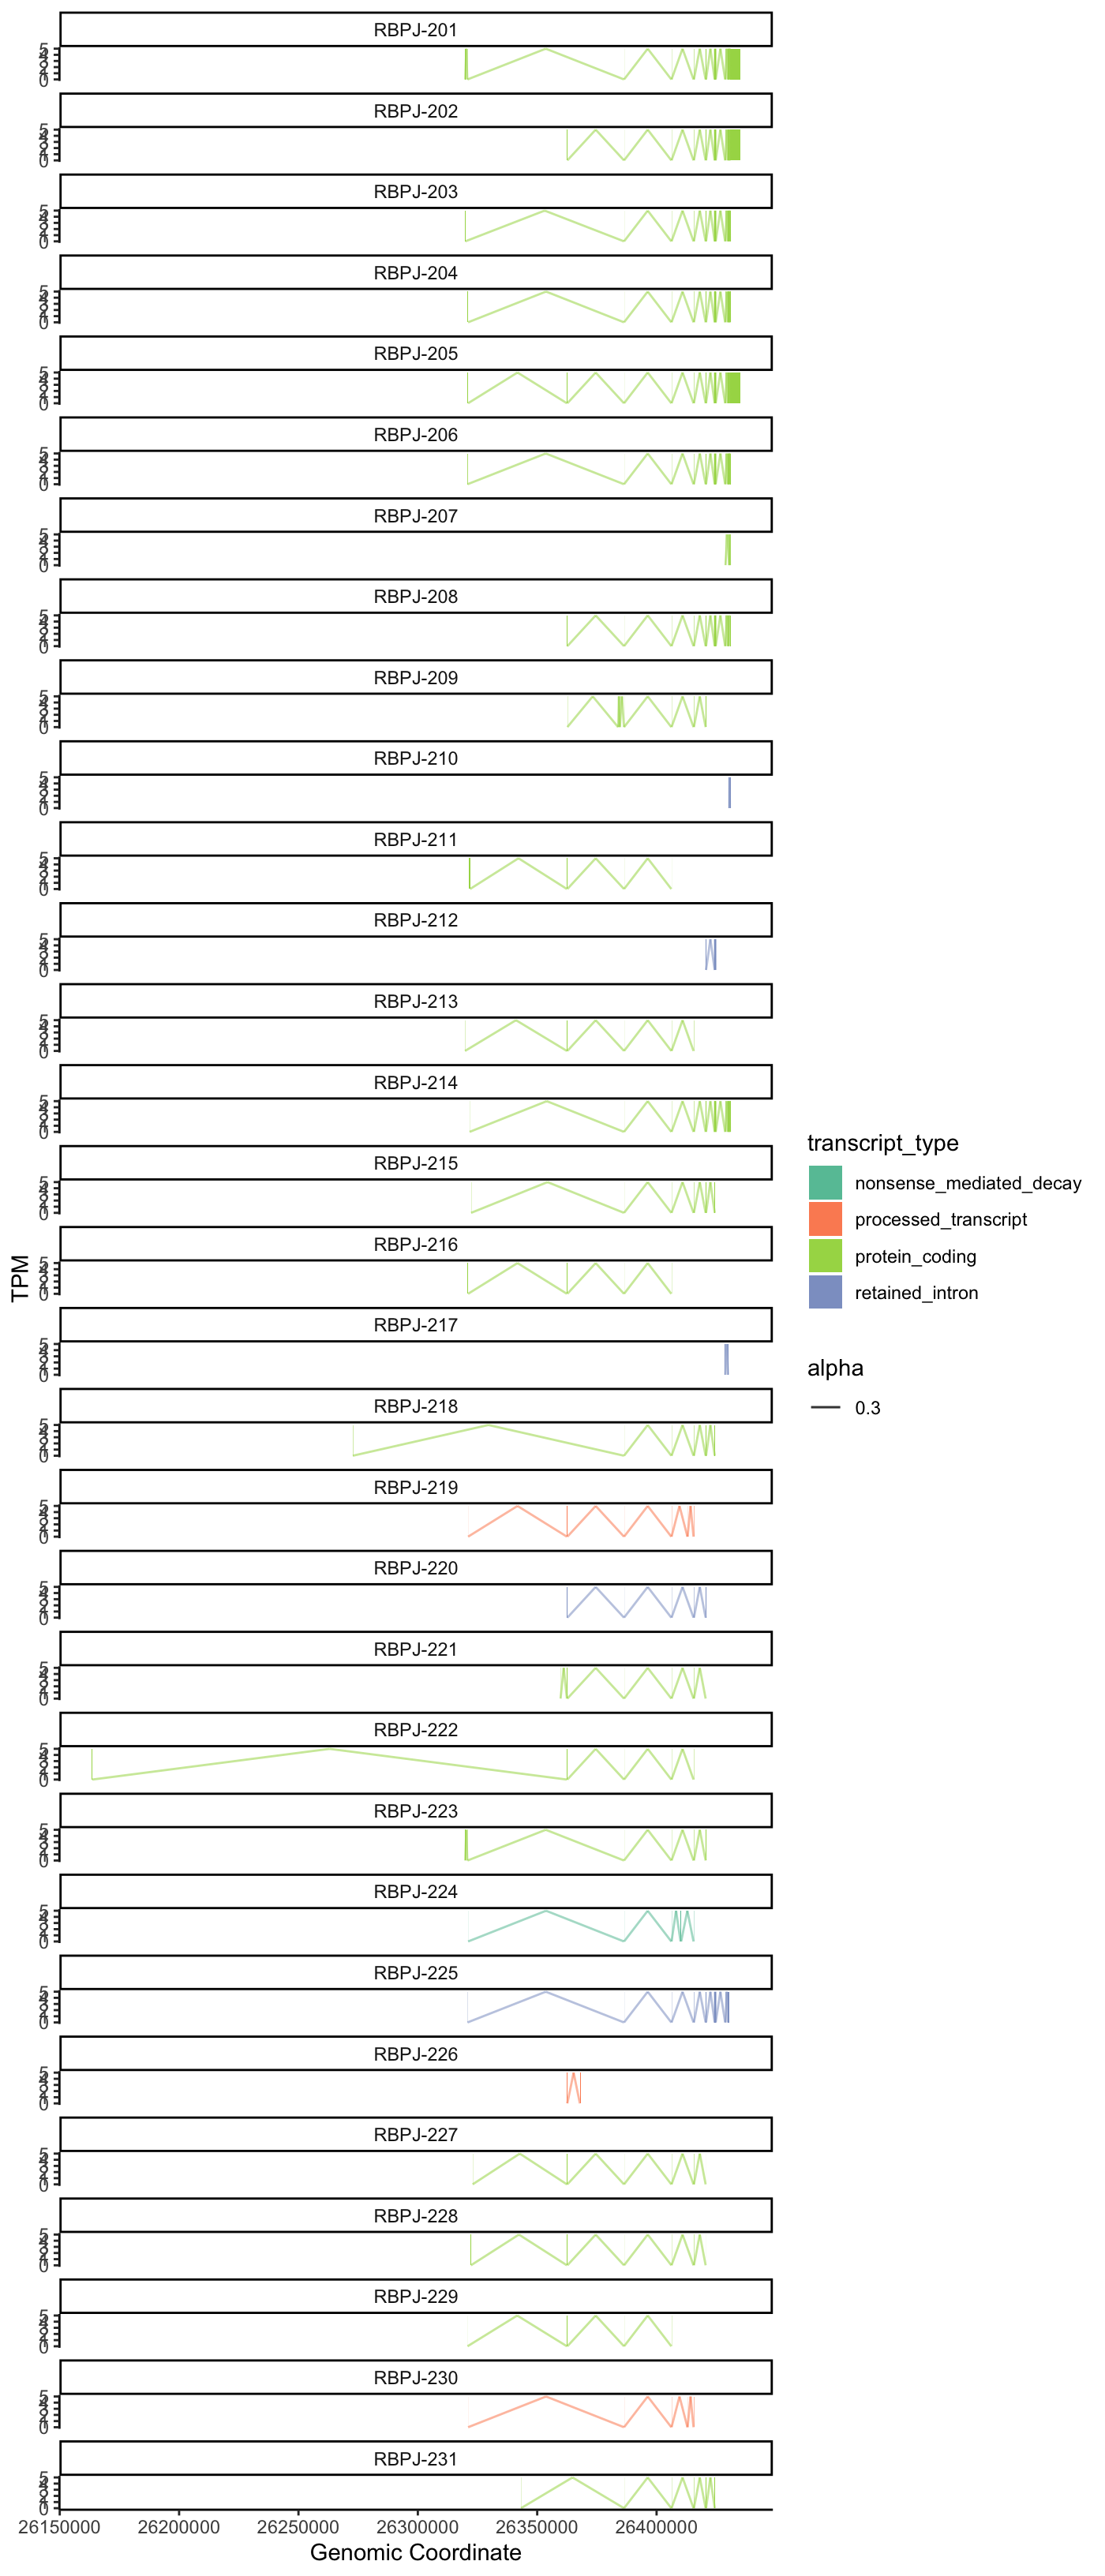 RBPJ-201
RBPJ-202
RBPJ-203
RBPJ-204
RBPJ-205
RBPJ-206
RBPJ-207
RBPJ-208
RBPJ-209
RBPJ-210
RBPJ-211
RBPJ-212
RBPJ-213
RBPJ-214
RBPJ-215
RBPJ-216
RBPJ-217
RBPJ-218
RBPJ-219
RBPJ-220
RBPJ-221
RBPJ-222
RBPJ-223
RBPJ-224
RBPJ-225
RBPJ-226
RBPJ-227
RBPJ-228
RBPJ-229
RBPJ-230
RBPJ-231
TPM
26150000 26200000 26250000 26300000 26350000 26400000
Genomic Coordinate
transcript_type
nonsense_mediated_decay
processed_transcript
protein_coding
retained_intron
alpha
0.3